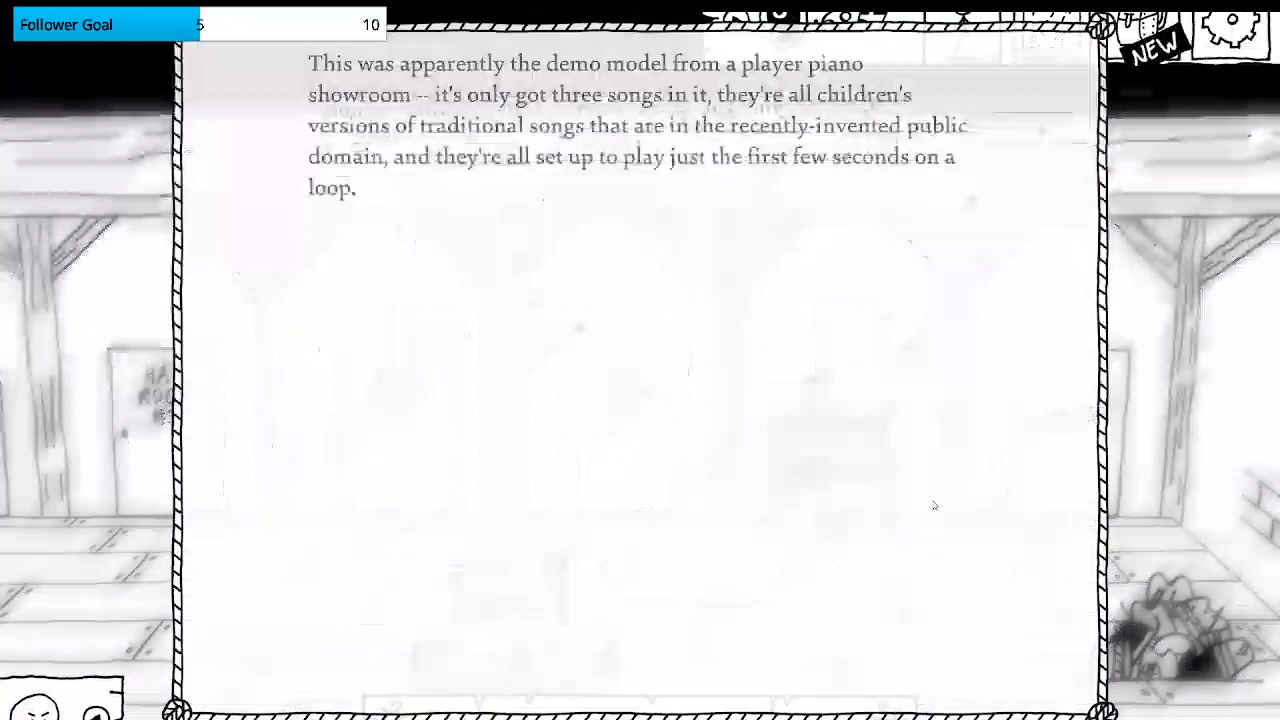 Follower Goal 5 10
NEW
This was apparently the demo model from a player piano
showroom -- it's only got three songs in it, they're all children's
versions of traditional songs that are in the recently-invented public
domain, and they're all set up to play just the first few seconds on a
loop.